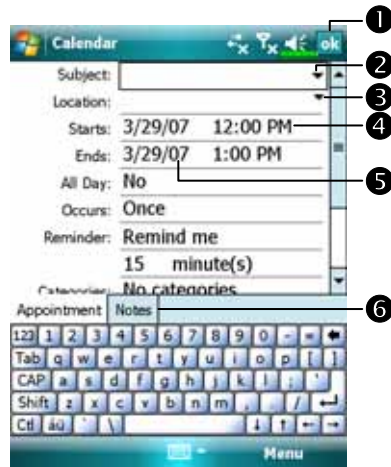 1
Calendar ok
2
Subject:
3
Location:
Starts: 3/29/07 12:00 PM 4
Ends: 3/29/07 1:00 PM
5
All Day: No
Occurs: Once
Reminder: Remind me
15 minute(s)
Categories: No categories
Appointment Notes 6
123 1 2 3 4 5 6 7 8 9 0 - =
Tab q w e r t y u i o p [ ]
CAP a s d f g h j k l ; '
Shift z x c v b n m , . /
Ctl áü ` \
Menu